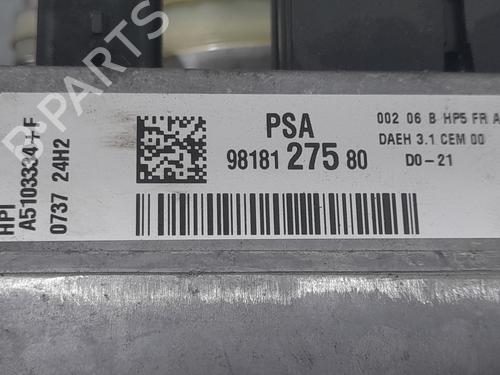 PSA
98181 275 80
002 06 B HP5 FR A
DAEH 3.1 CEM 00
D0-21
HPI
0737 24H2
B-Parts